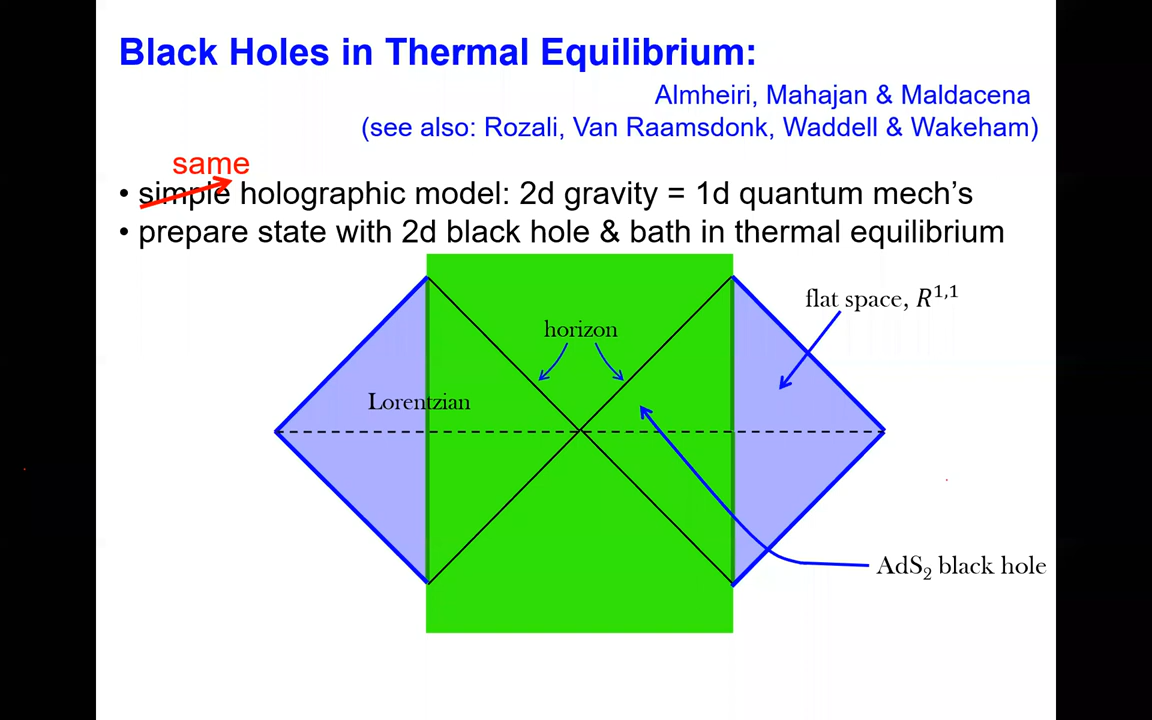 Black Holes in Thermal Equilibrium:
Almheiri, Mahajan & Maldacena
(see also: Rozali, Van Raamsdonk, Waddell & Wakeham)
same
• simple holographic model: 2d gravity = 1d quantum mech's
• prepare state with 2d black hole & bath in thermal equilibrium
flat space, R^{1,1}
horizon
Lorentzian
AdS₂ black hole